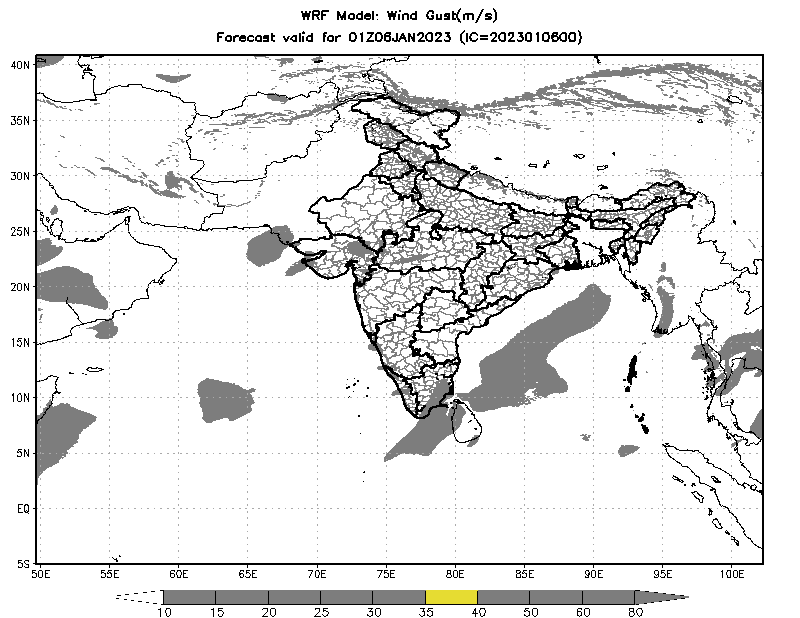 WRF Model: Wind Gust(m/s)
Forecast valid for 01Z06JAN2023 (IC=2023010600)
40N
35N
30N
25N
20N
15N
10N
5N
EQ
5S
50E 55E 60E 65E 70E 75E 80E 85E 90E 95E 100E
10 15 20 25 30 35 40 50 60 80